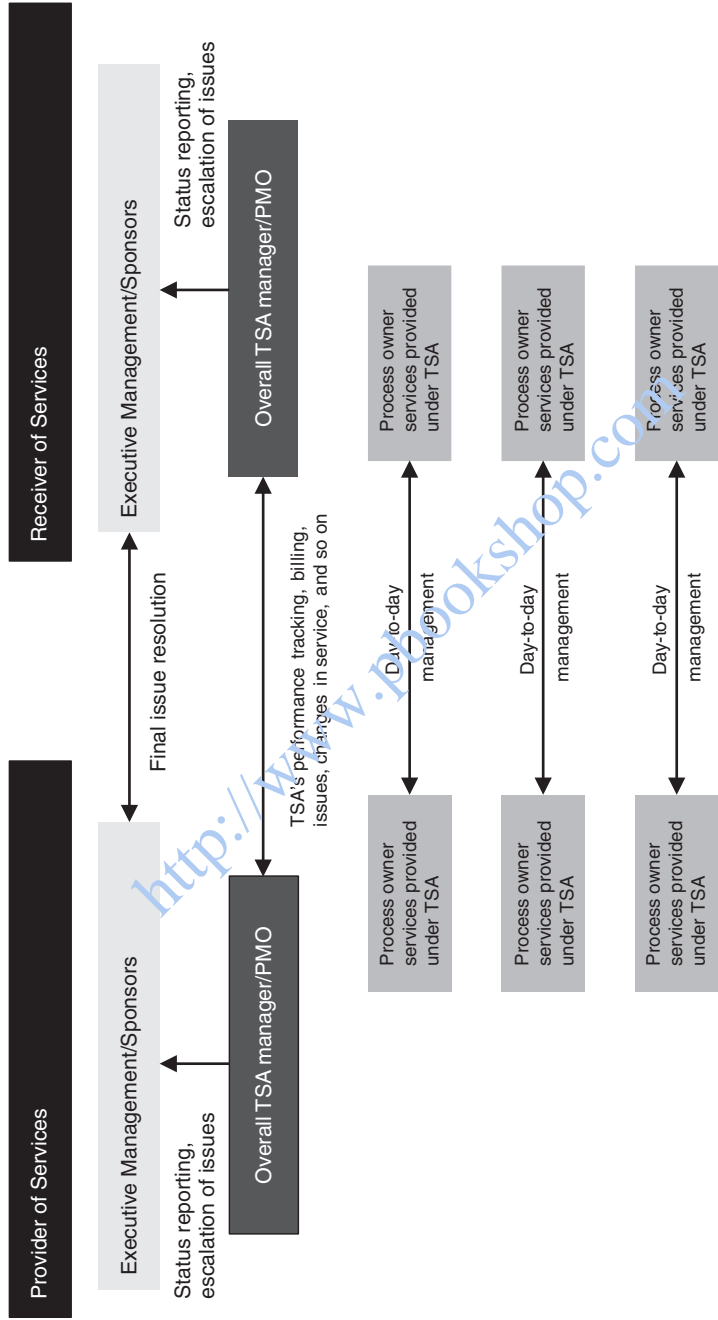 Provider of Services
Receiver of Services
Executive Management/Sponsors
Final issue resolution
Executive Management/Sponsors
Status reporting,
escalation of issues
Status reporting,
escalation of issues
Overall TSA manager/PMO
TSA's performance tracking, billing,
issues, changes in service, and so on
Overall TSA manager/PMO
Process owner
services provided
under TSA
Day-to-day
management
Process owner
services provided
under TSA
Process owner
services provided
under TSA
Day-to-day
management
Process owner
services provided
under TSA
Process owner
services provided
under TSA
Day-to-day
management
Process owner
services provided
under TSA
http://www.pbookshop.com